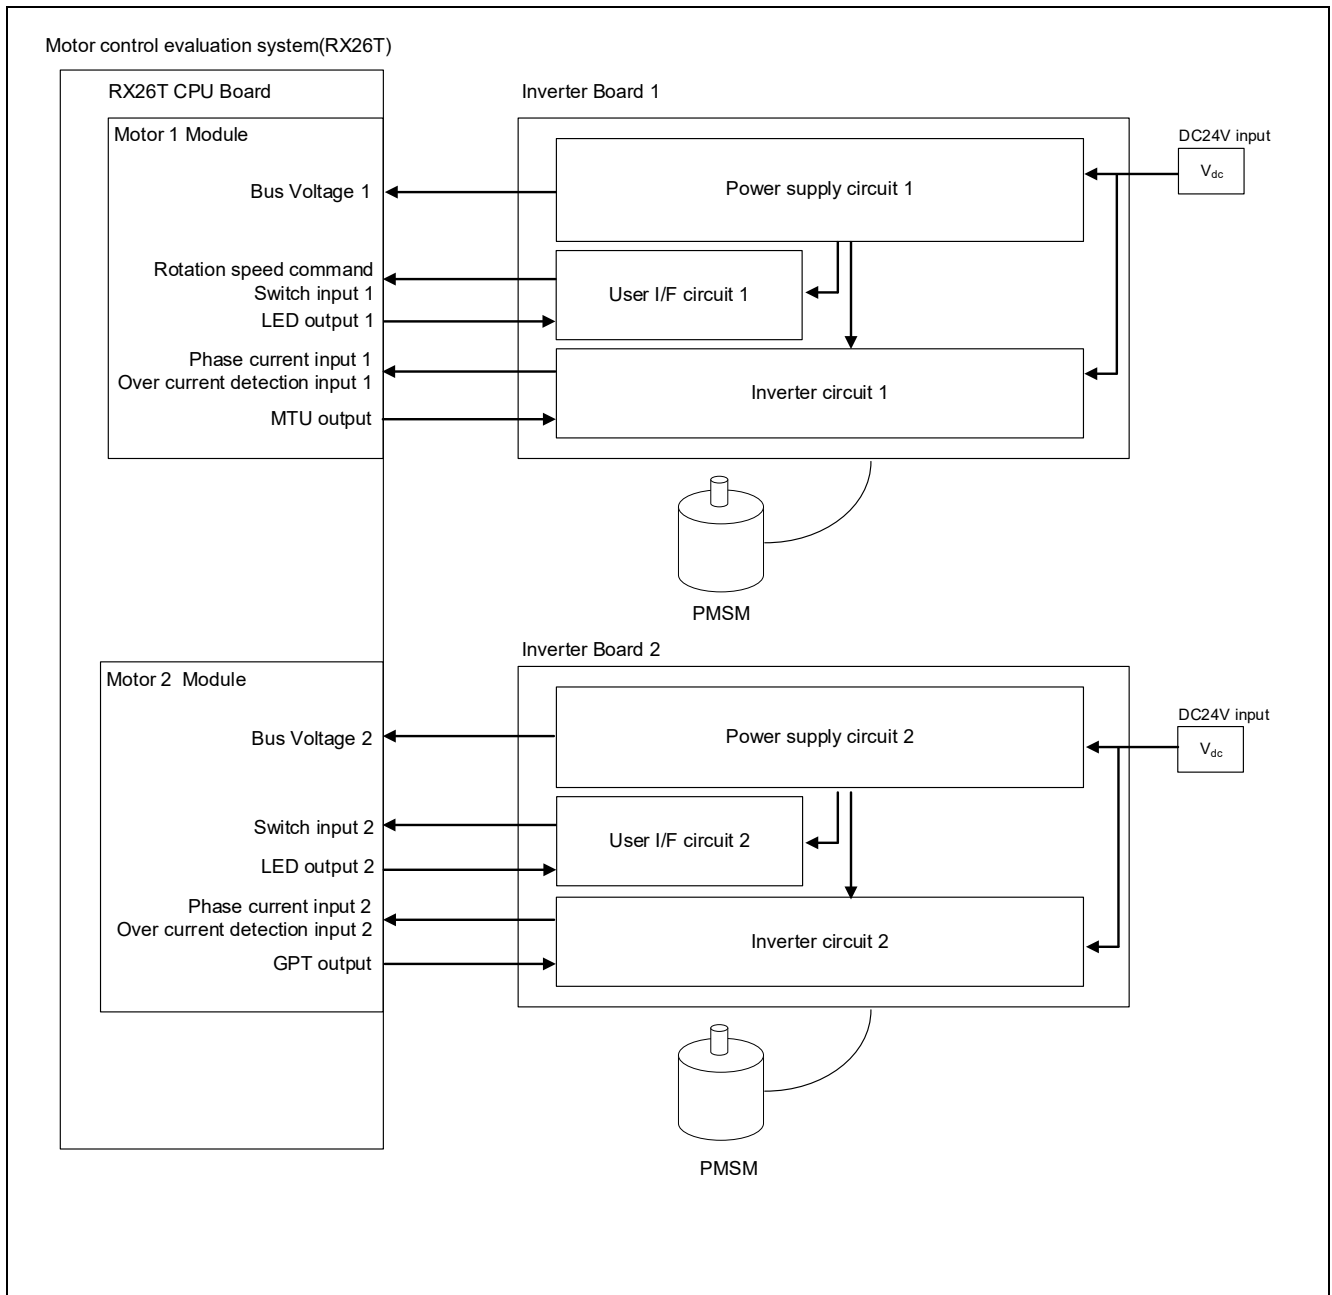 Motor control evaluation system(RX26T)
RX26T CPU Board
Inverter Board 1
Motor 1 Module
DC24V input
Vdc
Bus Voltage 1
Power supply circuit 1
Rotation speed command
Switch input 1
LED output 1
User I/F circuit 1
Phase current input 1
Over current detection input 1
MTU output
Inverter circuit 1
PMSM
Inverter Board 2
Motor 2 Module
DC24V input
Vdc
Bus Voltage 2
Power supply circuit 2
Switch input 2
LED output 2
User I/F circuit 2
Phase current input 2
Over current detection input 2
GPT output
Inverter circuit 2
PMSM